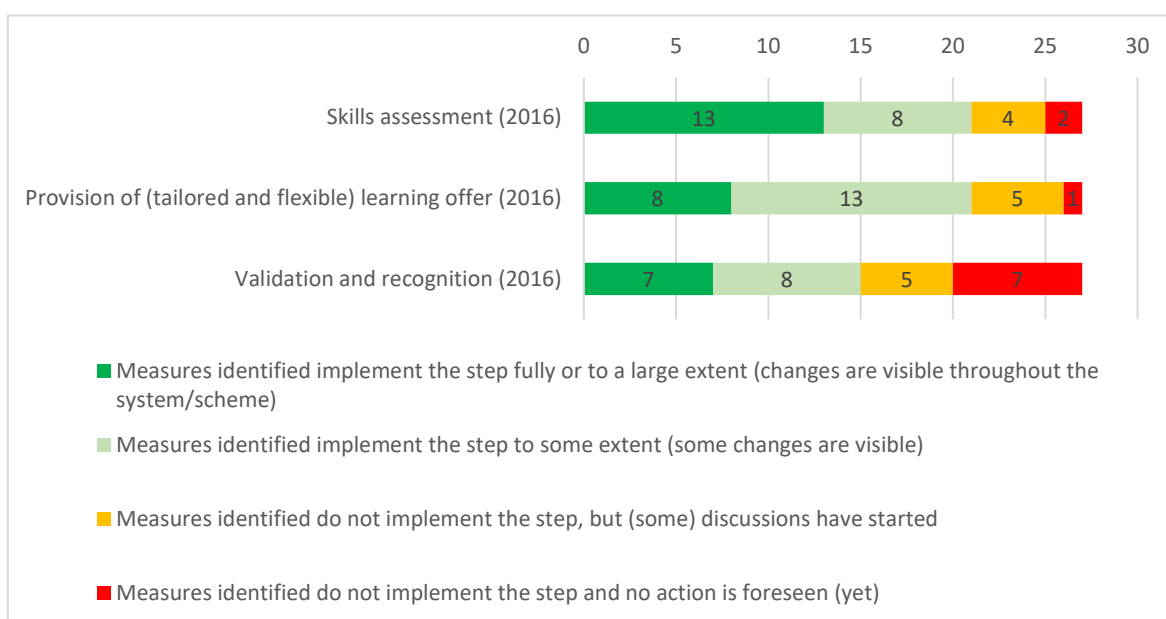 0 5 10 15 20 25 30
Skills assessment (2016)
13 8 4 2
Provision of (tailored and flexible) learning offer (2016)
8 13 5 1
Validation and recognition (2016)
7 8 5 7
Measures identified implement the step fully or to a large extent (changes are visible throughout the
system/scheme)
Measures identified implement the step to some extent (some changes are visible)
Measures identified do not implement the step, but (some) discussions have started
Measures identified do not implement the step and no action is foreseen (yet)